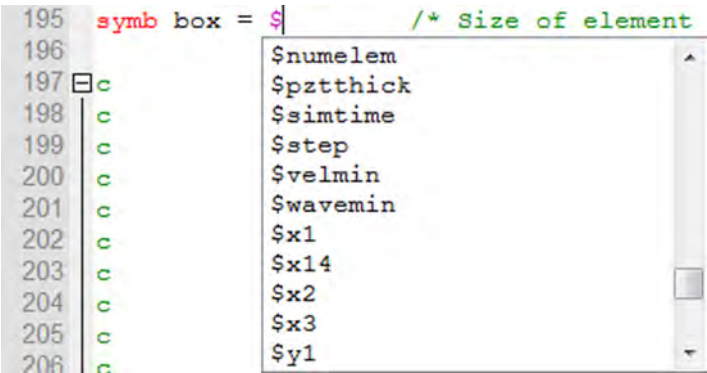 195 symb box = $ /* Size of element
196 $numelem
197 c $pztthick
198 c $simtime
199 c $step
200 c $velmin
201 c $wavemin
202 c $x1
203 c $x14
204 c $x2
205 c $x3
206 c $y1